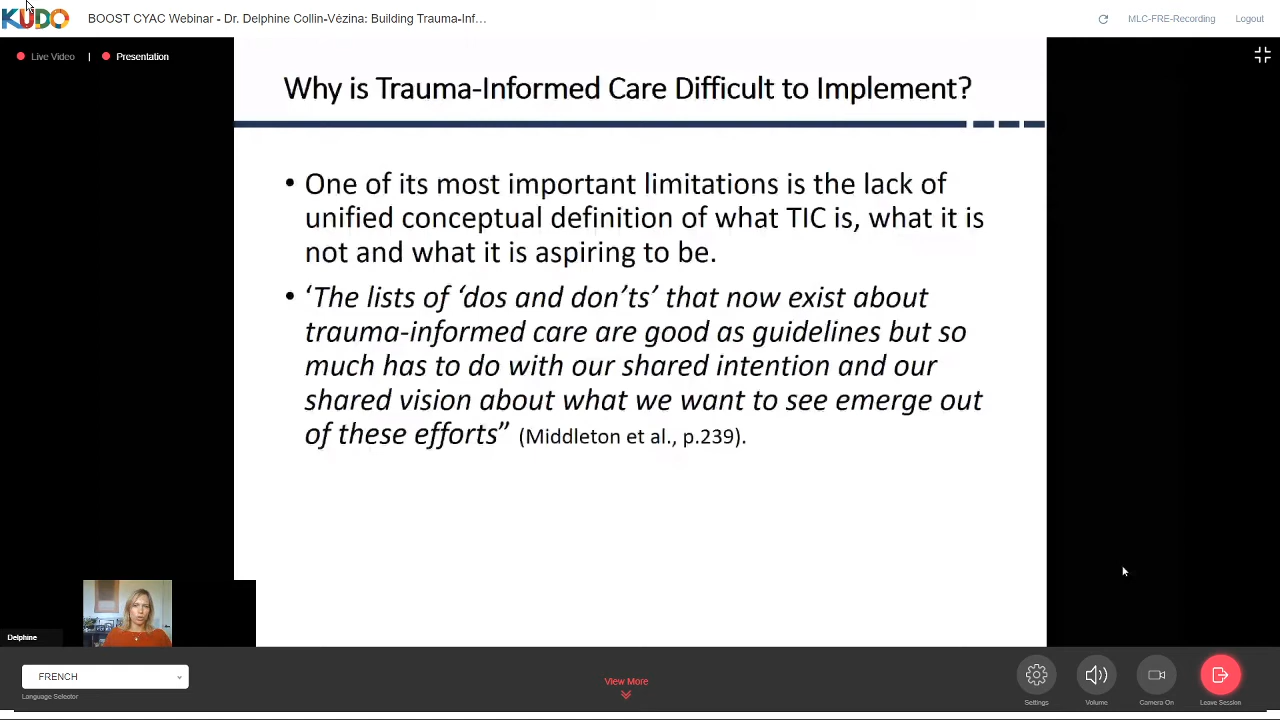 KUDO
BOOST CYAC Webinar - Dr. Delphine Collin-Vézina: Building Trauma-Inf...
MLC-FRE-Recording
Logout
Live Video | Presentation
Why is Trauma-Informed Care Difficult to Implement?
• One of its most important limitations is the lack of
unified conceptual definition of what TIC is, what it is
not and what it is aspiring to be.
• ‘The lists of ‘dos and don’ts’ that now exist about
trauma-informed care are good as guidelines but so
much has to do with our shared intention and our
shared vision about what we want to see emerge out
of these efforts” (Middleton et al., p.239).
Delphine
FRENCH
Language Selector
View More
Settings
Volume
Camera On
Leave Session